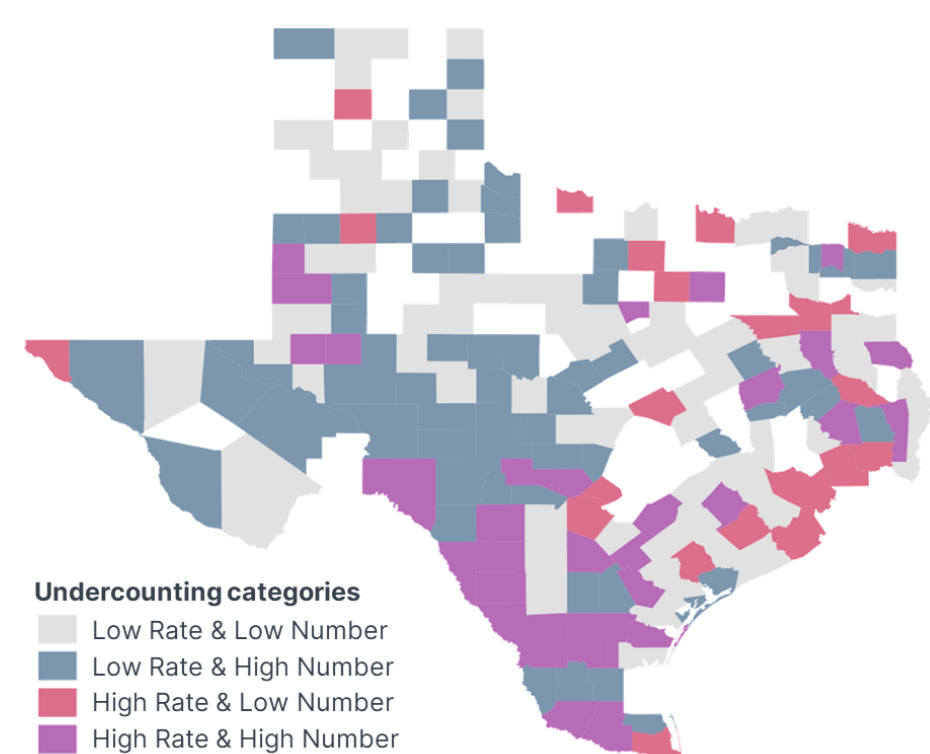 Undercounting categories
Low Rate & Low Number
Low Rate & High Number
High Rate & Low Number
High Rate & High Number